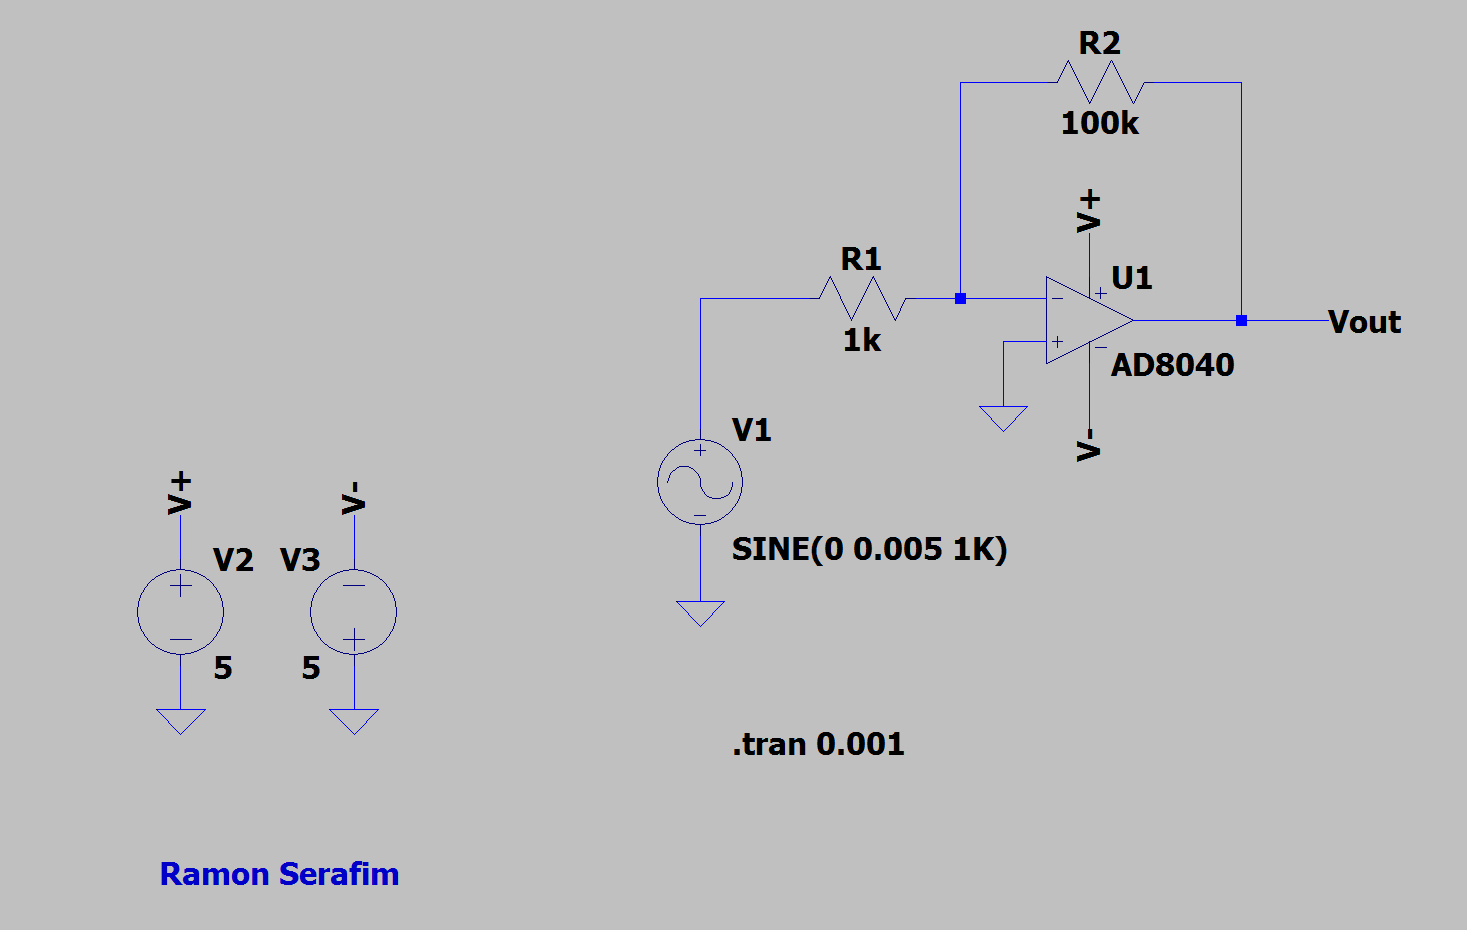 R2
100k
V+
R1
U1
1k
Vout
AD8040
V1
V-
V+
V-
SINE(0 0.005 1K)
V2
V3
5
5
.tran 0.001
Ramon Serafim